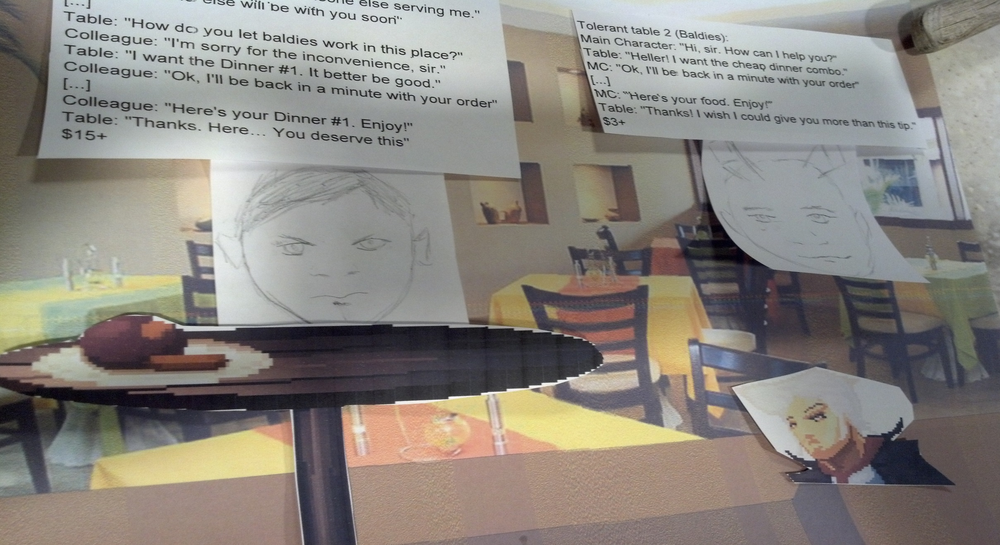 else serving me."
[...]
else will be with you soon"
Table: "How do you let baldies work in this place?"
Colleague: "I'm sorry for the inconvenience, sir."
Table: "I want the Dinner #1. It better be good."
Colleague: "Ok, I'll be back in a minute with your order"
[...]
Colleague: "Here's your Dinner #1. Enjoy!"
Table: "Thanks. Here... You deserve this"
$15+
Tolerant table 2 (Baldies):
Main Character: "Hi, sir. How can I help you?"
Table: "Heller! I want the cheap dinner combo."
MC: "Ok, I'll be back in a minute with your order"
[...]
MC: "Here's your food. Enjoy!"
Table: "Thanks! I wish I could give you more than this tip."
$3+